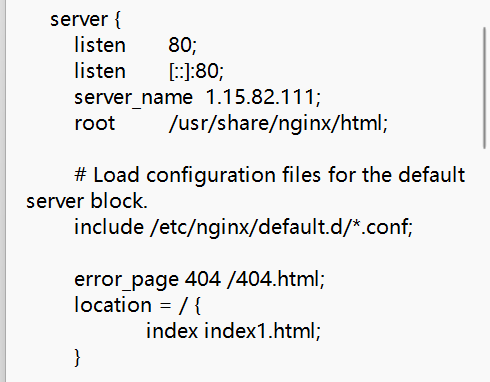 server {
listen 80;
listen [::]:80;
server_name 1.15.82.111;
root /usr/share/nginx/html;
# Load configuration files for the default
server block.
include /etc/nginx/default.d/*.conf;
error_page 404 /404.html;
location = / {
index index1.html;
}